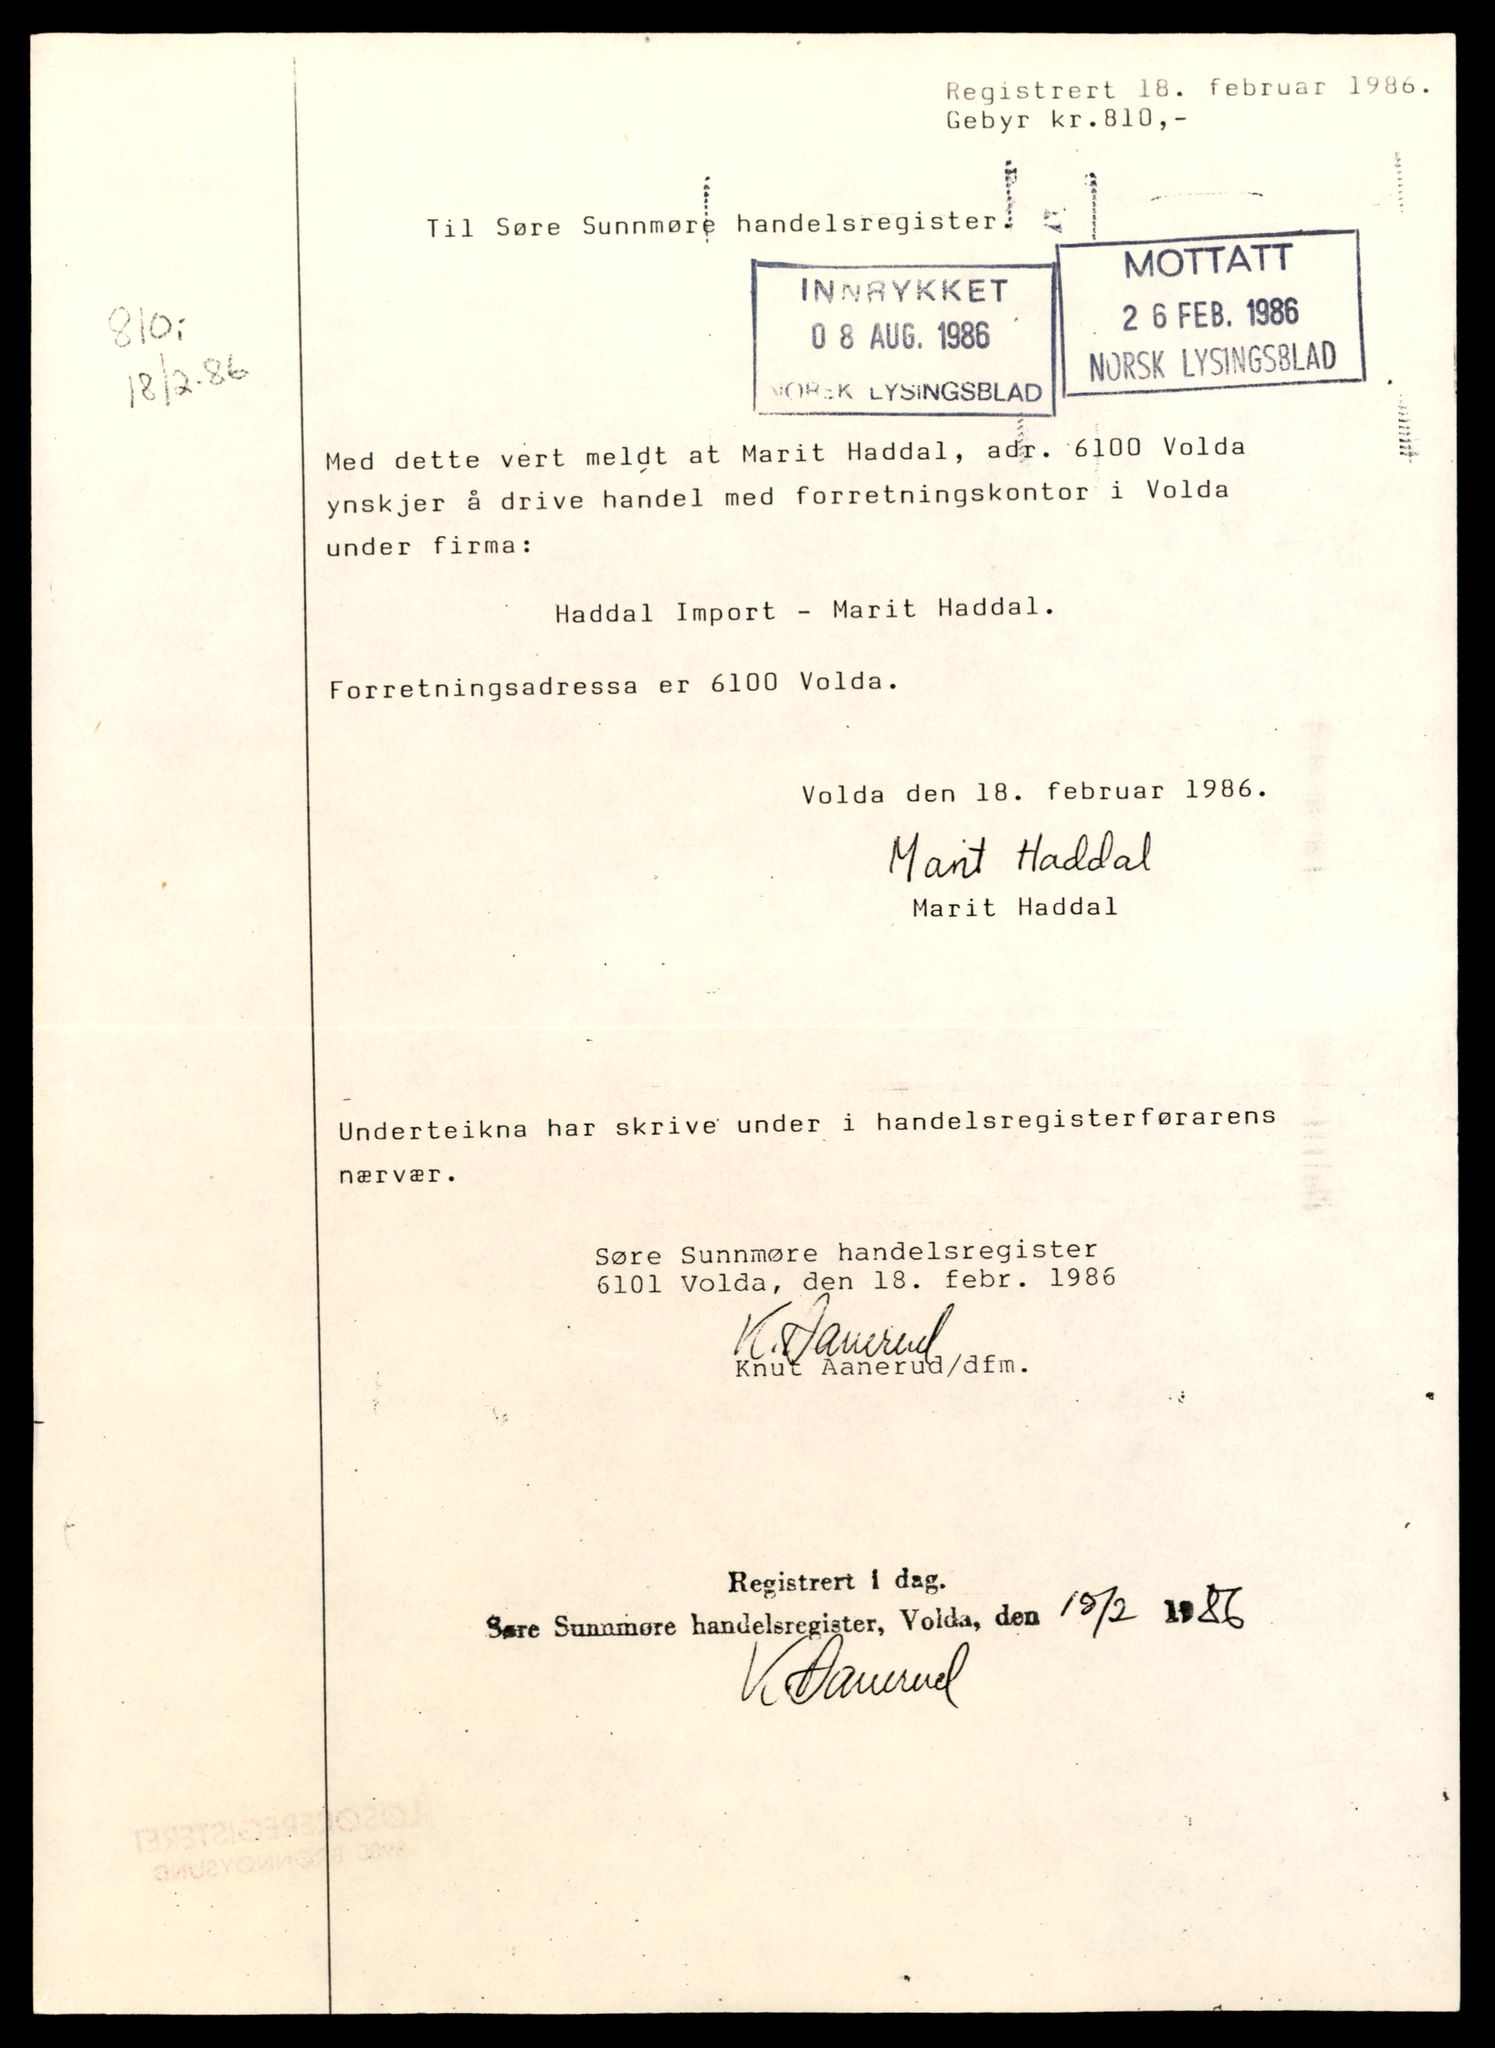 Registrert 18. februar 1986.
Gebyr kr.810,-
Til Søre Sunnmøre handelsregister.
INNRYKKET
08 AUG. 1986
NORSK LYSINGSBLAD
MOTTATT
26 FEB. 1986
NORSK LYSINGSBLAD
810,-
18/2-86
Med dette vert meldt at Marit Haddal, adr. 6100 Volda
ynskjer å drive handel med forretningskontor i Volda
under firma:
Haddal Import - Marit Haddal.
Forretningsadressa er 6100 Volda.
Volda den 18. februar 1986.
Marit Haddal
Marit Haddal
Underteikna har skrive under i handelsregisterførarens
nærvær.
Søre Sunnmøre handelsregister
6101 Volda, den 18. febr. 1986
K. Aanerud
Knut Aanerud/dfm.
Registrert i dag.
Søre Sunnmøre handelsregister, Volda, den 18/2 1986
K Aanerud
LØSØREREGISTERET
BRØNNØYSUND